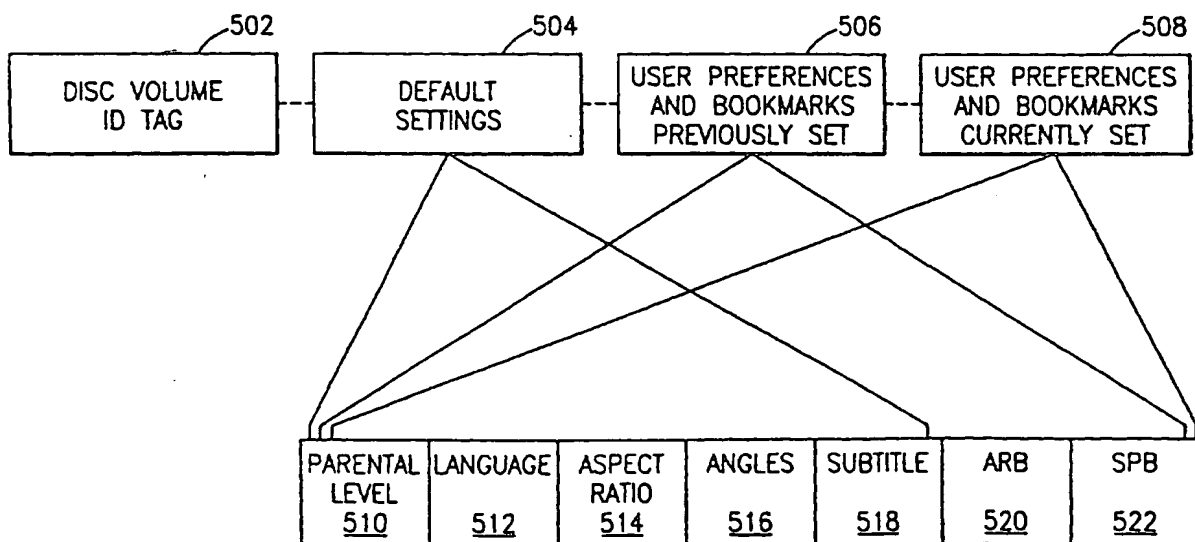 502
504
506
508
DISC VOLUME
ID TAG
DEFAULT
SETTINGS
USER PREFERENCES
AND BOOKMARKS
PREVIOUSLY SET
USER PREFERENCES
AND BOOKMARKS
CURRENTLY SET
PARENTAL
LEVEL
510
LANGUAGE
512
ASPECT
RATIO
514
ANGLES
516
SUBTITLE
518
ARB
520
SPB
522